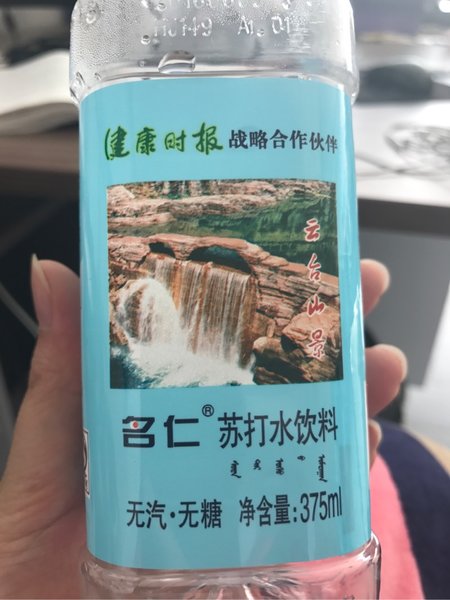 健康时报 战略合作伙伴
云台山景
名仁® 苏打水饮料
无汽·无糖 净含量:375ml